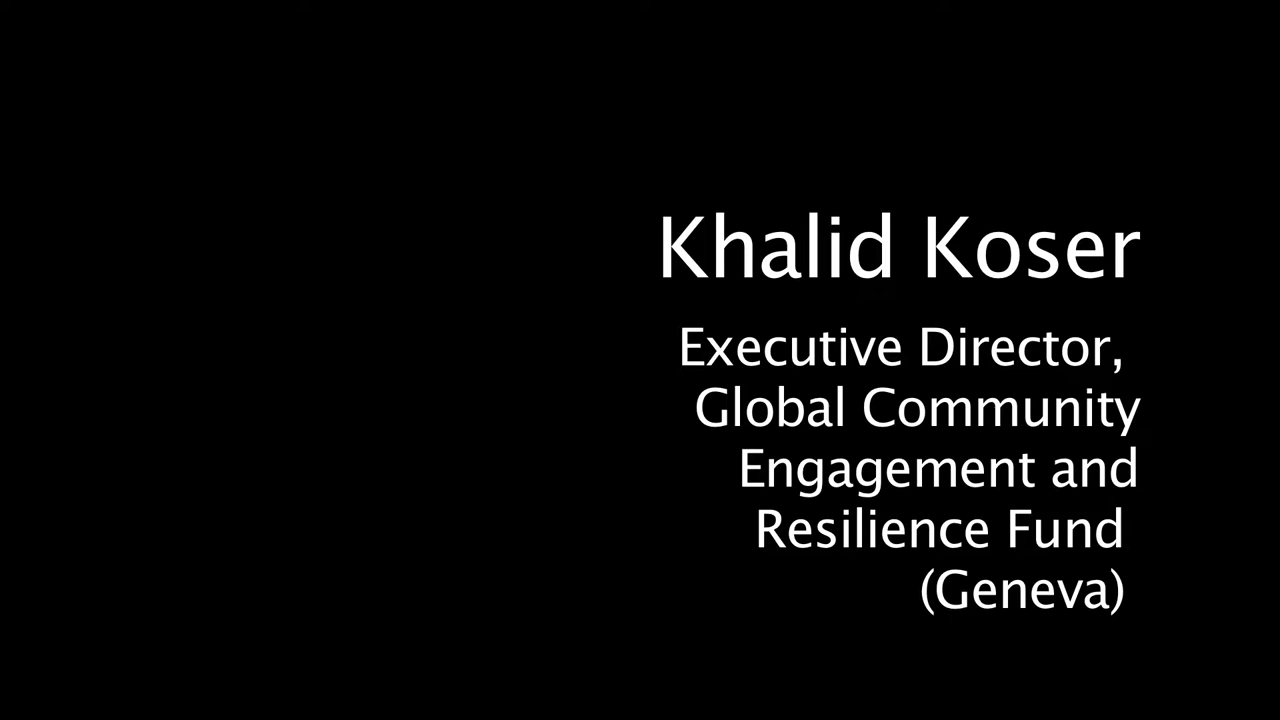 Khalid Koser
Executive Director,
Global Community
Engagement and
Resilience Fund
(Geneva)